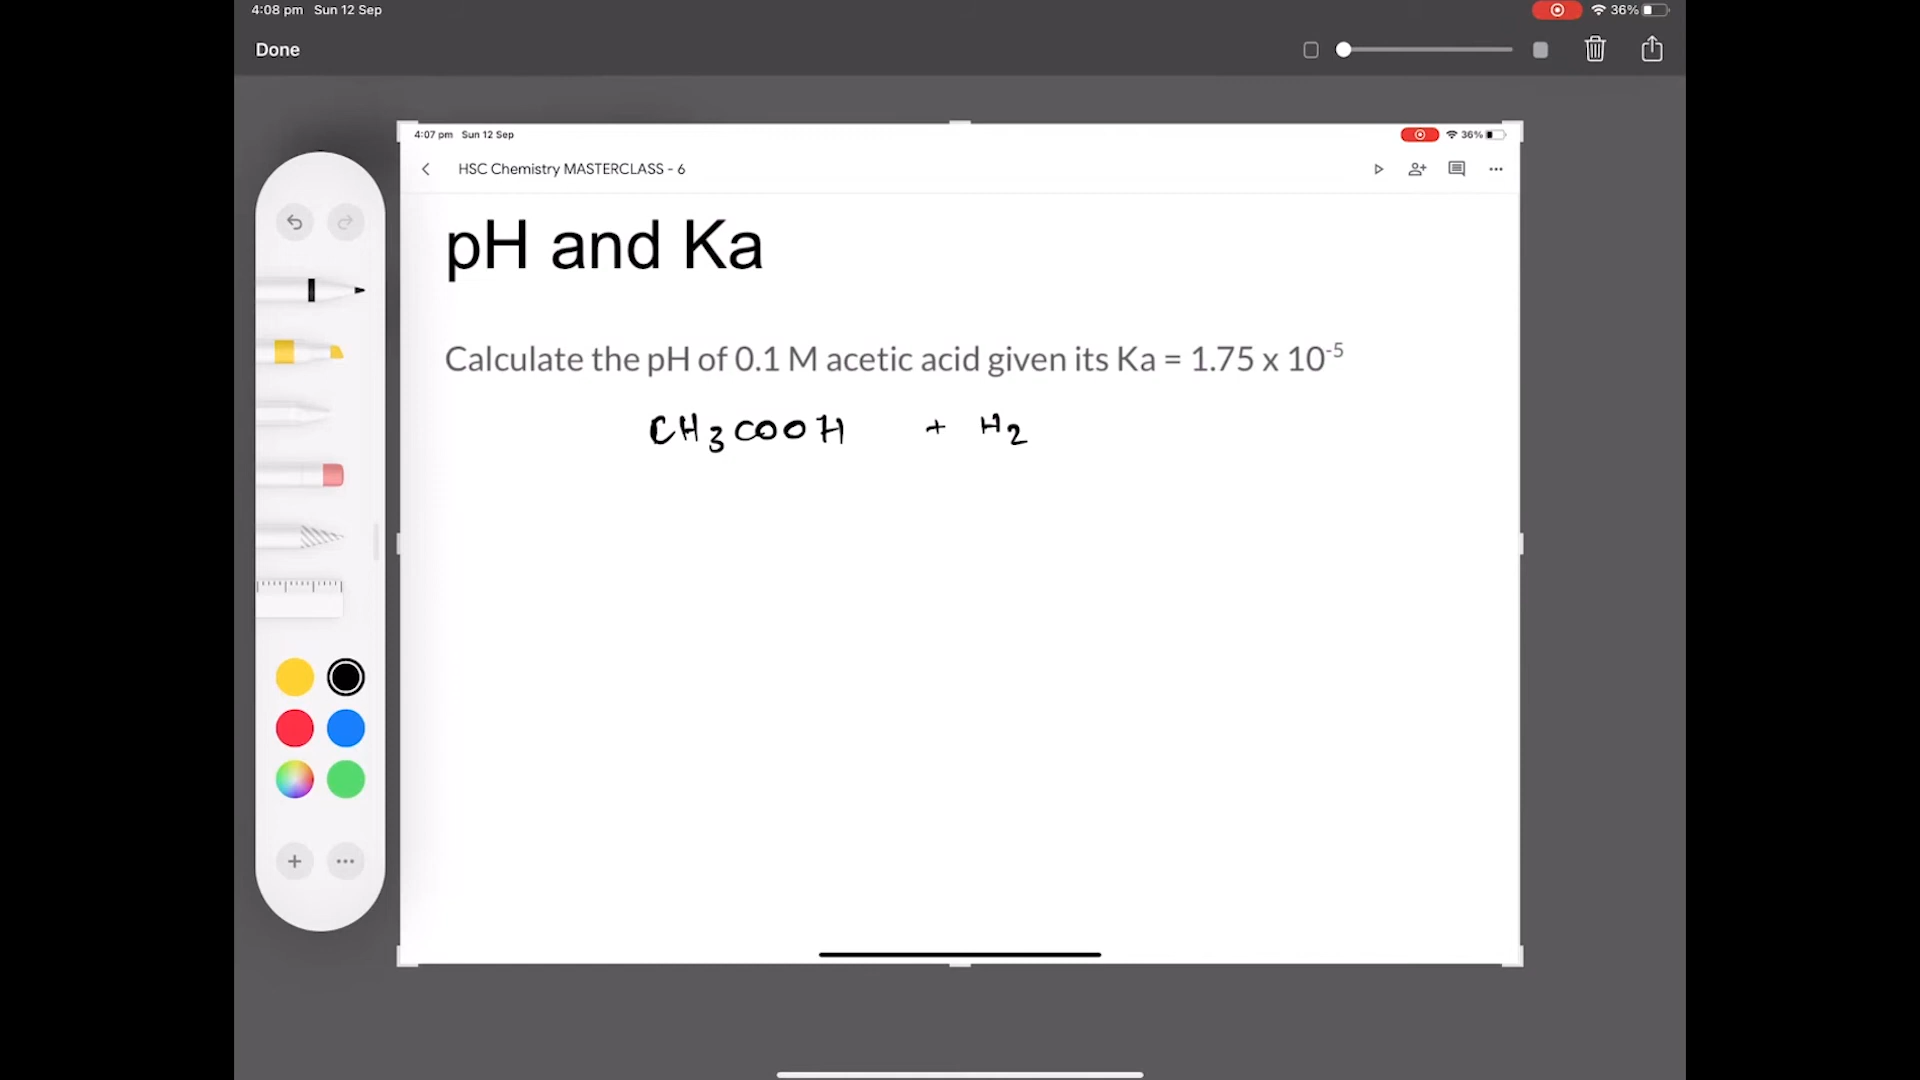 4:08 pm Sun 12 Sep
36%
Done
4:07 pm Sun 12 Sep
36%
HSC Chemistry MASTERCLASS - 6
pH and Ka
Calculate the pH of 0.1 M acetic acid given its Ka = 1.75 x 10⁻⁵
CH₃COOH + H₂